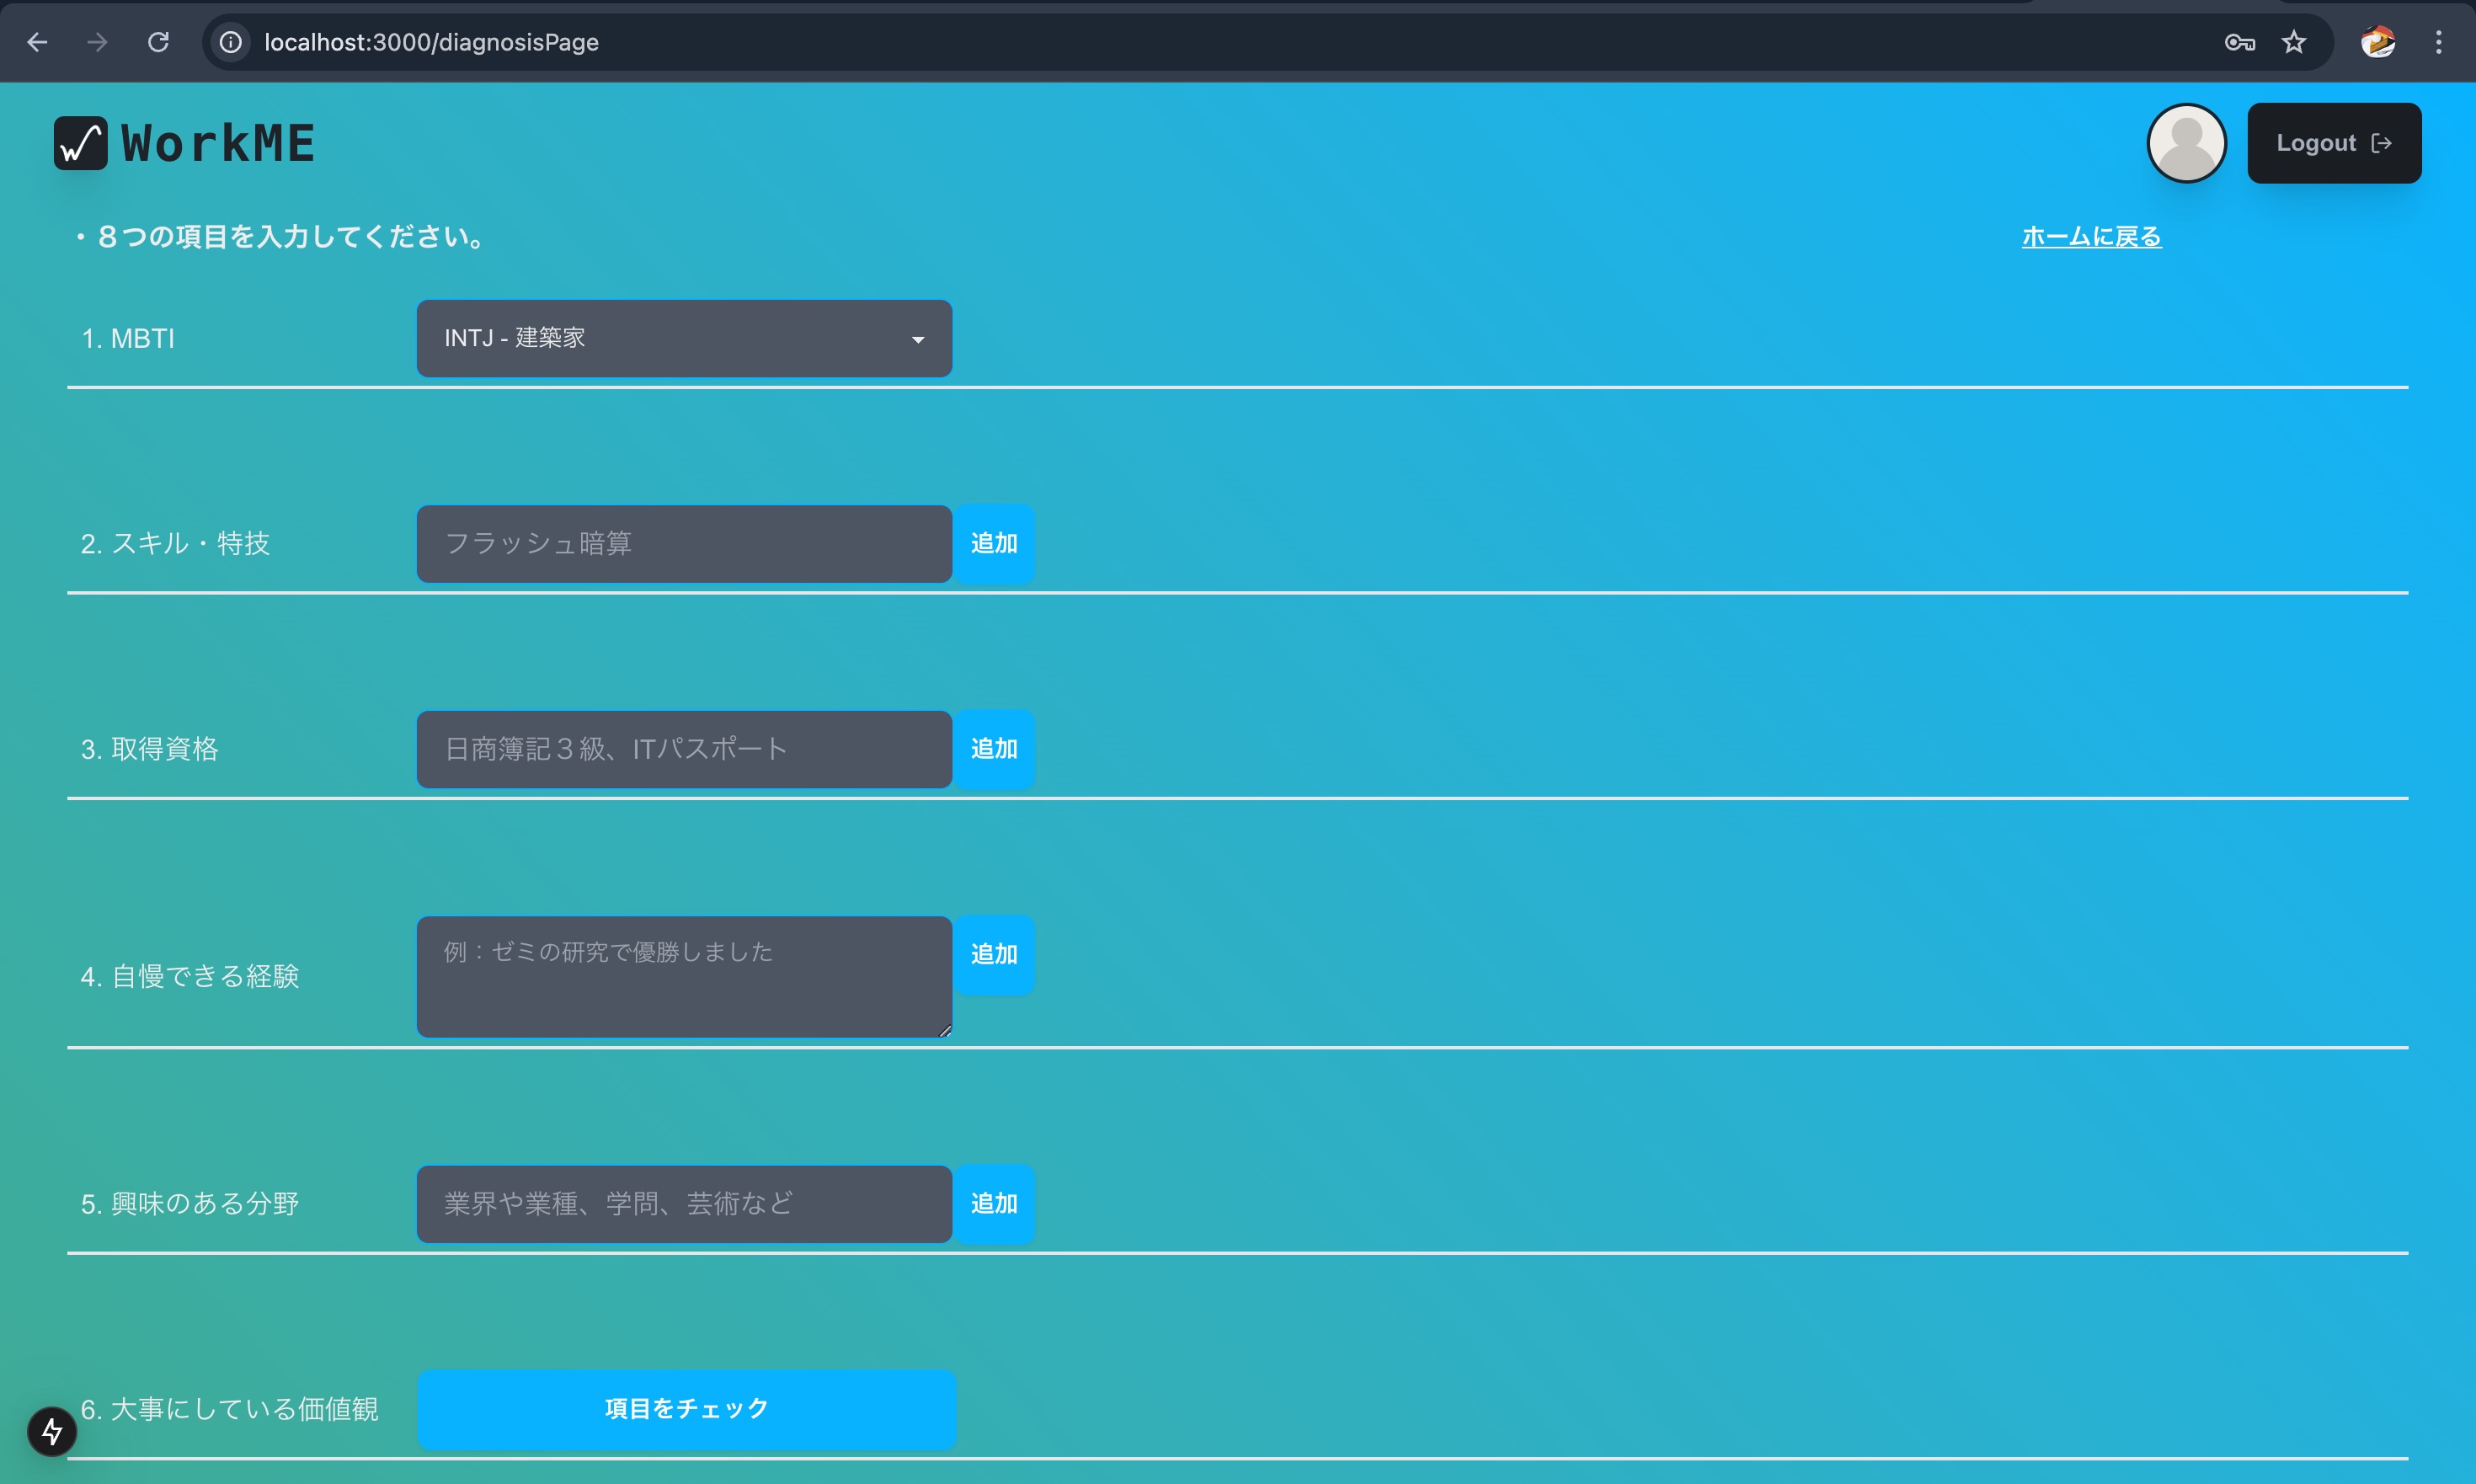 localhost:3000/diagnosisPage
WorkME
Logout
・８つの項目を入力してください。
ホームに戻る
1. MBTI
INTJ - 建築家
2. スキル・特技
フラッシュ暗算
追加
3. 取得資格
日商簿記３級、ITパスポート
追加
4. 自慢できる経験
例：ゼミの研究で優勝しました
追加
5. 興味のある分野
業界や業種、学問、芸術など
追加
6. 大事にしている価値観
項目をチェック